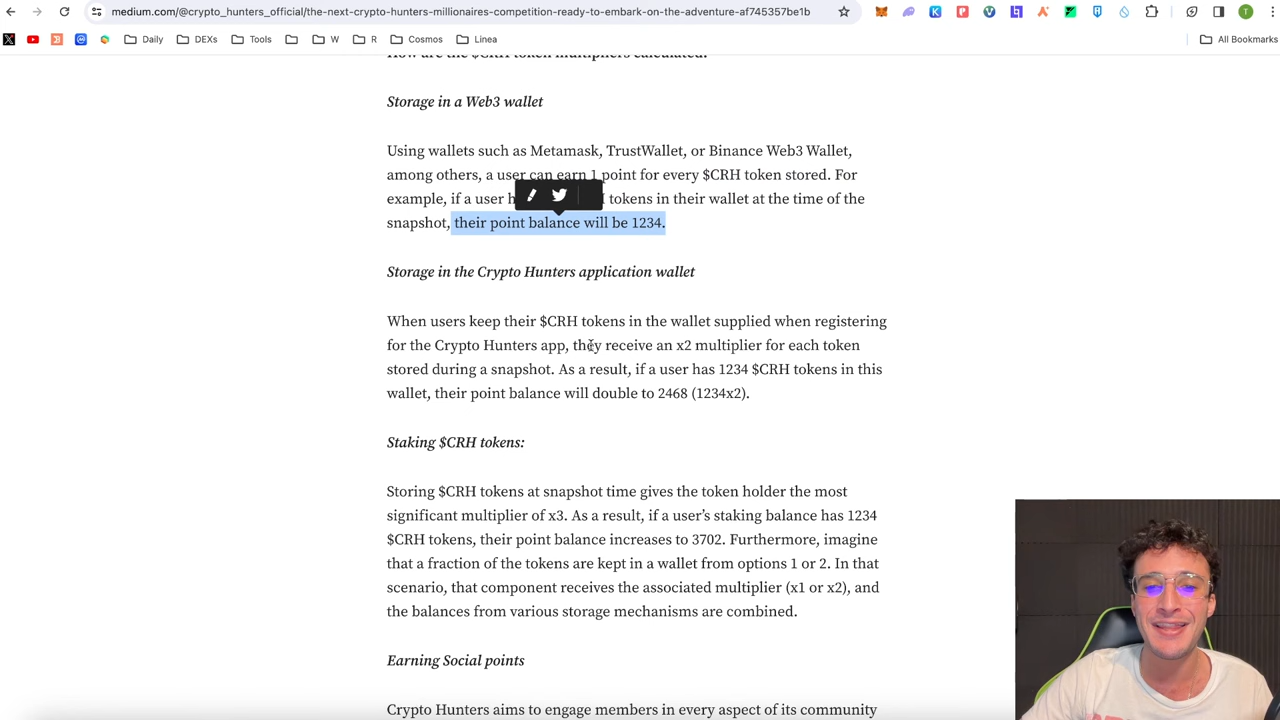 medium.com/@crypto_hunters_official/the-next-crypto-hunters-millionaires-competition-ready-to-embark-on-the-adventure-af745357be1b
Daily DEXs Tools W R Cosmos Linea All Bookmarks
How are the $CRH token multipliers calculated:
Storage in a Web3 wallet
Using wallets such as Metamask, TrustWallet, or Binance Web3 Wallet,
among others, a user can earn 1 point for every $CRH token stored. For
example, if a user h tokens in their wallet at the time of the
snapshot, their point balance will be 1234.
Storage in the Crypto Hunters application wallet
When users keep their $CRH tokens in the wallet supplied when registering
for the Crypto Hunters app, they receive an x2 multiplier for each token
stored during a snapshot. As a result, if a user has 1234 $CRH tokens in this
wallet, their point balance will double to 2468 (1234x2).
Staking $CRH tokens:
Storing $CRH tokens at snapshot time gives the token holder the most
significant multiplier of x3. As a result, if a user's staking balance has 1234
$CRH tokens, their point balance increases to 3702. Furthermore, imagine
that a fraction of the tokens are kept in a wallet from options 1 or 2. In that
scenario, that component receives the associated multiplier (x1 or x2), and
the balances from various storage mechanisms are combined.
Earning Social points
Crypto Hunters aims to engage members in every aspect of its community